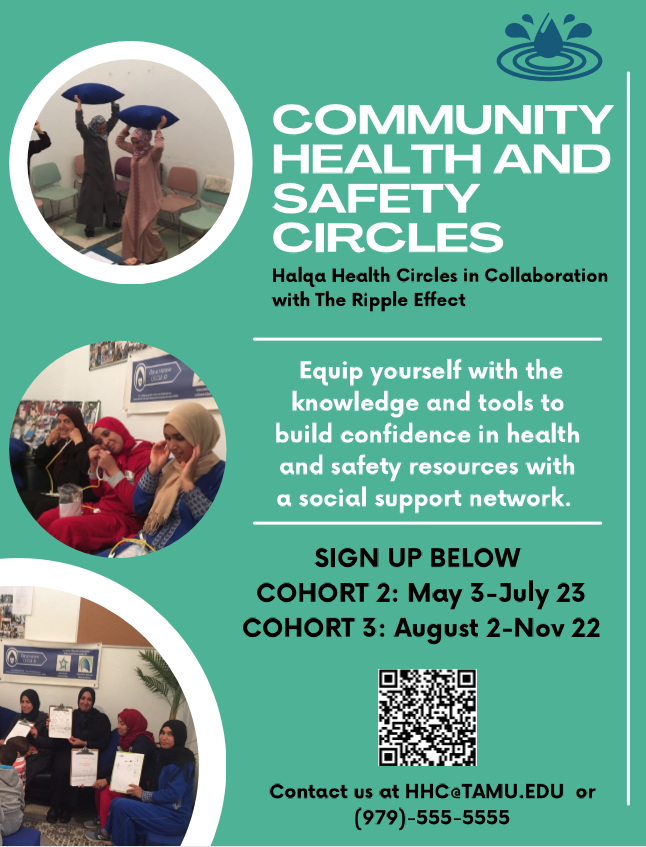 COMMUNITY
HEALTH AND
SAFETY
CIRCLES
Halqa Health Circles in Collaboration
with The Ripple Effect
Equip yourself with the
knowledge and tools to
build confidence in health
and safety resources with
a social support network.
SIGN UP BELOW
COHORT 2: May 3-July 23
COHORT 3: August 2-Nov 22
Contact us at HHC@TAMU.EDU or
(979)-555-5555